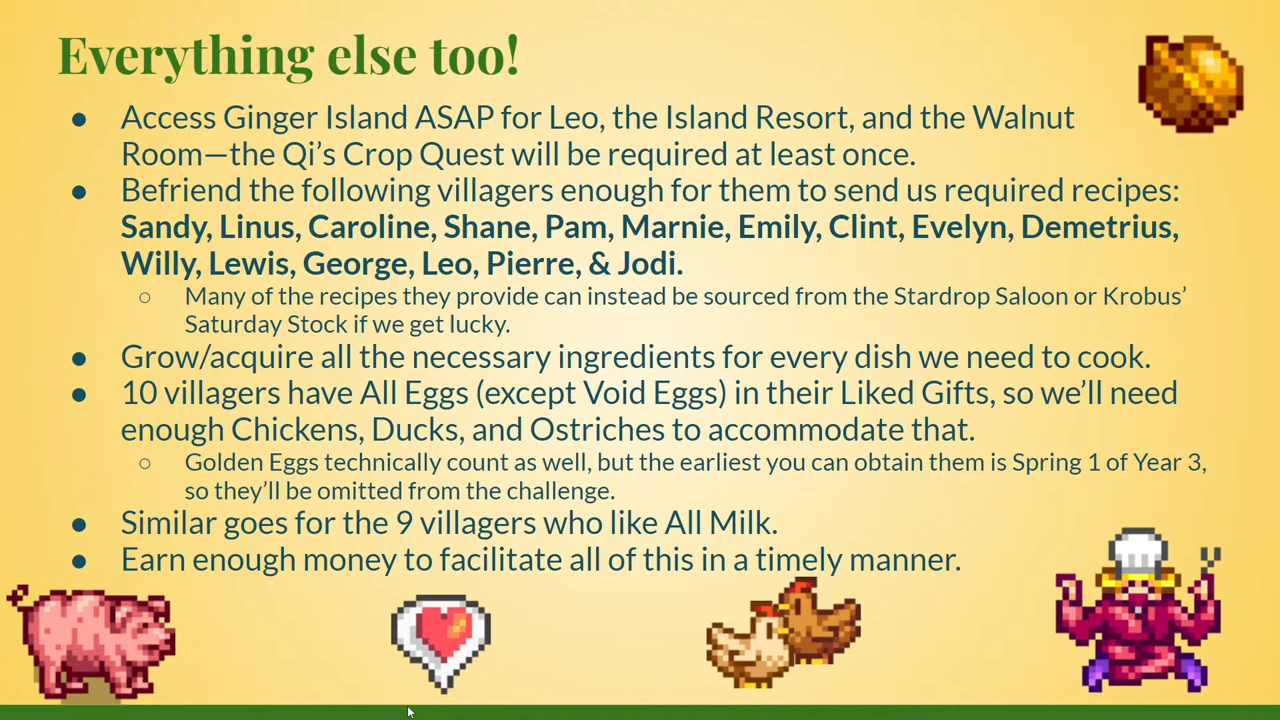 Everything else too!
● Access Ginger Island ASAP for Leo, the Island Resort, and the Walnut
Room—the Qi’s Crop Quest will be required at least once.
● Befriend the following villagers enough for them to send us required recipes:
Sandy, Linus, Caroline, Shane, Pam, Marnie, Emily, Clint, Evelyn, Demetrius,
Willy, Lewis, George, Leo, Pierre, & Jodi.
○ Many of the recipes they provide can instead be sourced from the Stardrop Saloon or Krobus’
Saturday Stock if we get lucky.
● Grow/acquire all the necessary ingredients for every dish we need to cook.
● 10 villagers have All Eggs (except Void Eggs) in their Liked Gifts, so we’ll need
enough Chickens, Ducks, and Ostriches to accommodate that.
○ Golden Eggs technically count as well, but the earliest you can obtain them is Spring 1 of Year 3,
so they’ll be omitted from the challenge.
● Similar goes for the 9 villagers who like All Milk.
● Earn enough money to facilitate all of this in a timely manner.